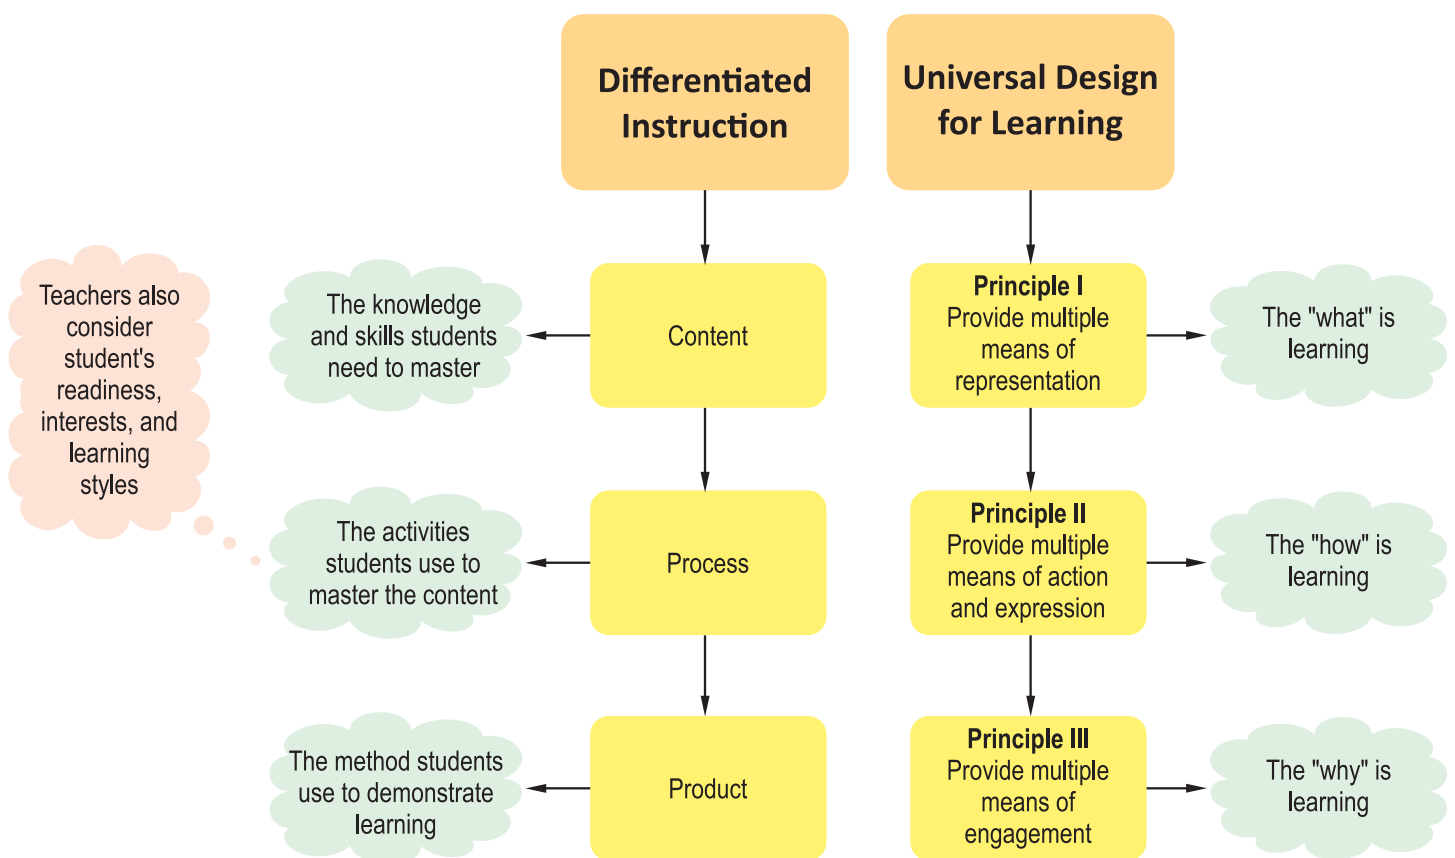 Differentiated
Instruction
Universal Design
for Learning
Teachers also
consider
student's
readiness,
interests, and
learning
styles
The knowledge
and skills students
need to master
Content
Principle I
Provide multiple
means of
representation
The "what" is
learning
The activities
students use to
master the content
Process
Principle II
Provide multiple
means of action
and expression
The "how" is
learning
The method students
use to demonstrate
learning
Product
Principle III
Provide multiple
means of
engagement
The "why" is
learning